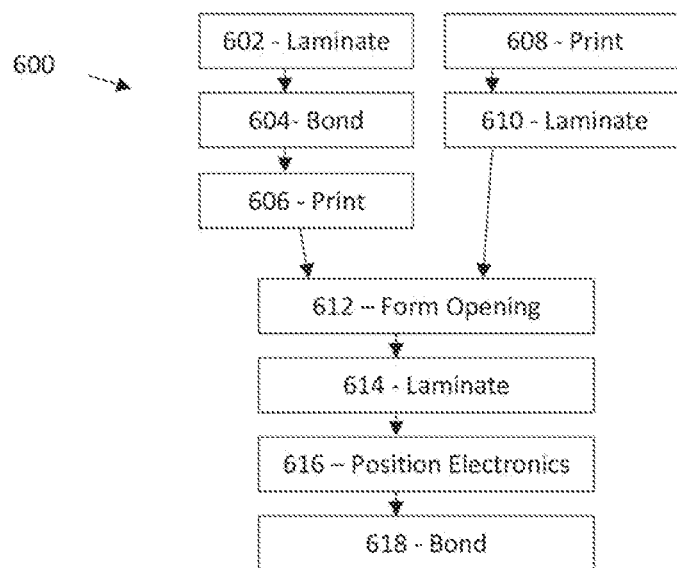 602 - Laminate
608 - Print
600
604- Bond
610 - Laminate
606 - Print
612 – Form Opening
614 - Laminate
616 – Position Electronics
618 - Bond